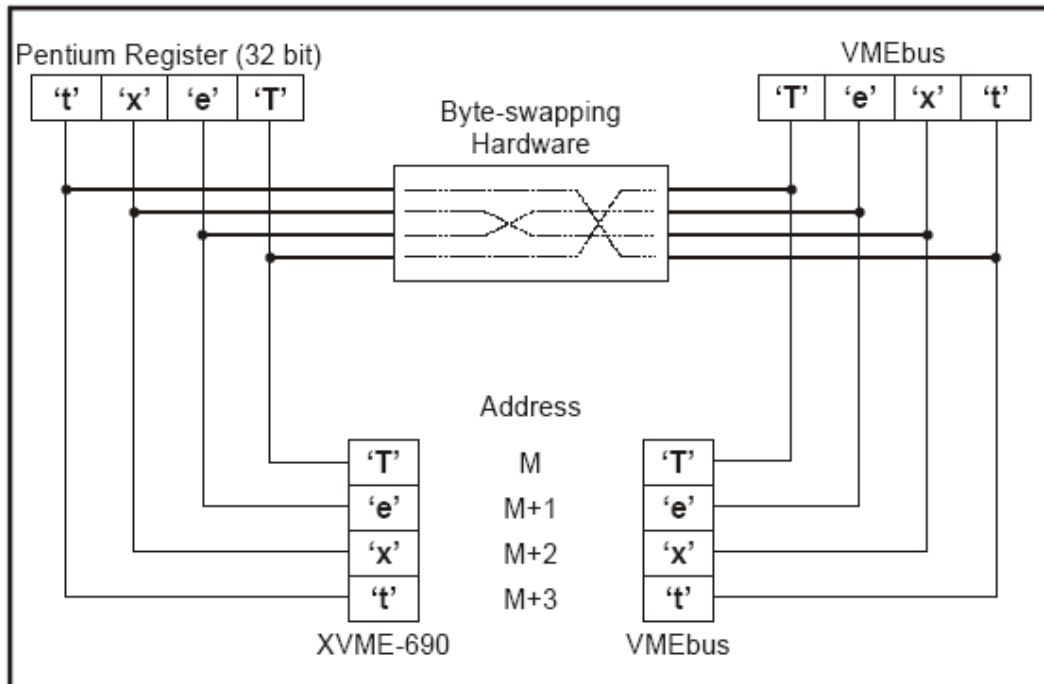 Pentium Register (32 bit)
VMEbus
‘t’ ‘x’ ‘e’ ‘T’
‘T’ ‘e’ ‘x’ ‘t’
Byte-swapping
Hardware
Address
‘T’ M ‘T’
‘e’ M+1 ‘e’
‘x’ M+2 ‘x’
‘t’ M+3 ‘t’
XVME-690
VMEbus